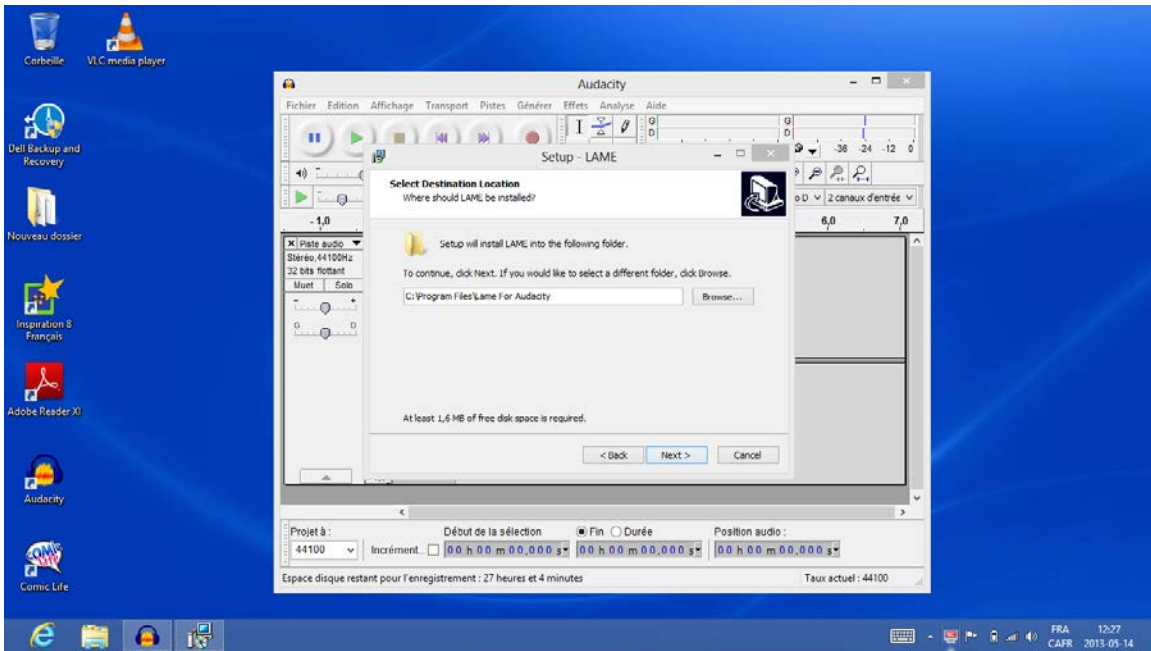 Corbeille
VLC media player
Dell Backup and
Recovery
Nouveau dossier
Inspiration 8
Français
Adobe Reader XI
Audacity
Comic Life
Audacity
Fichier Edition Affichage Transport Pistes Générer Effets Analyse Aide
G
D
G
D
-36 -24 -12 0
2 canaux d'entrée
- 1,0
6,0 7,0
X Piste audio
Stéréo,44100Hz
32 bits flottant
Muet Solo
- +
G D
Setup - LAME
Select Destination Location
Where should LAME be installed?
Setup will install LAME into the following folder.
To continue, click Next. If you would like to select a different folder, click Browse.
C:\Program Files\Lame For Audacity
Browse...
At least 1,6 MB of free disk space is required.
< Back Next > Cancel
Projet à : Début de la sélection Fin Durée Position audio :
44100 Incrément. 00 h 00 m 00,000 s 00 h 00 m 00,000 s 00 h 00 m 00,000 s
Espace disque restant pour l'enregistrement : 27 heures et 4 minutes Taux actuel : 44100
FRA 12:27
CAFR 2013-05-14